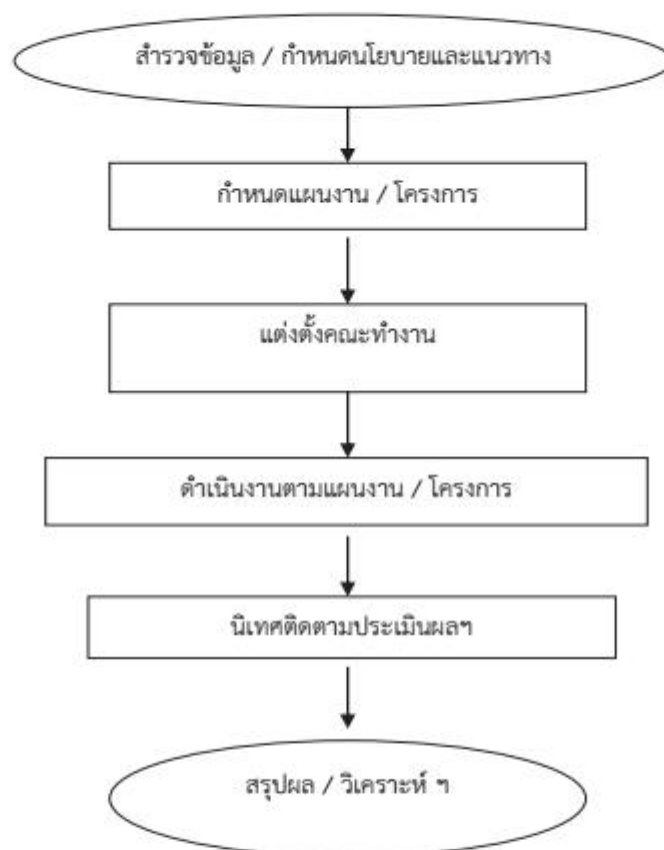 สำรวจข้อมูล / กำหนดนโยบายและแนวทาง
กำหนดแผนงาน / โครงการ
แต่งตั้งคณะทำงาน
ดำเนินงานตามแผนงาน / โครงการ
นิเทศติดตามประเมินผลฯ
สรุปผล / วิเคราะห์ ฯ